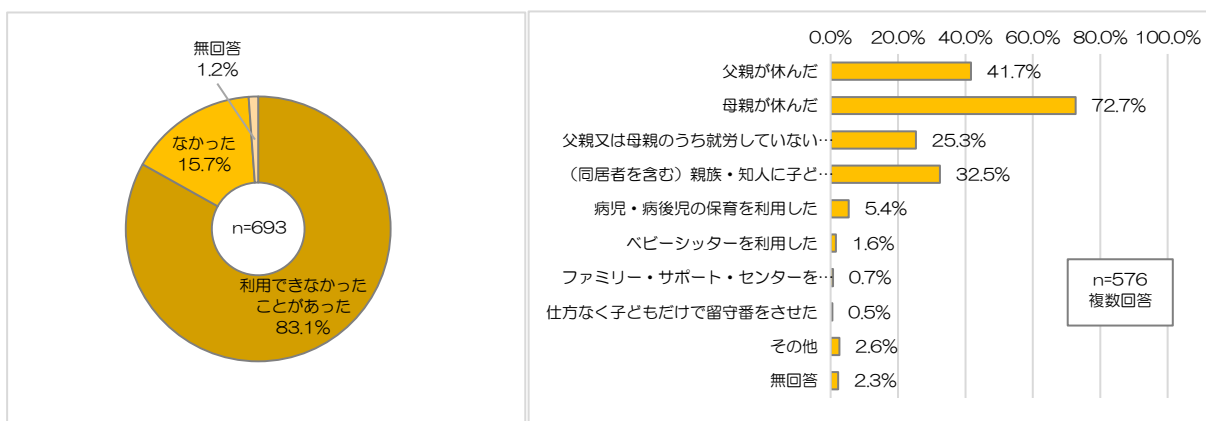 無回答
1.2%
なかった
15.7%
n=693
利用できなかった
ことがあった
83.1%
0.0% 20.0% 40.0% 60.0% 80.0% 100.0%
父親が休んだ 41.7%
母親が休んだ 72.7%
父親又は母親のうち就労していない… 25.3%
（同居者を含む）親族・知人に子ど… 32.5%
病児・病後児の保育を利用した 5.4%
ベビーシッターを利用した 1.6%
ファミリー・サポート・センターを… 0.7%
仕方なく子どもだけで留守番をさせた 0.5%
その他 2.6%
無回答 2.3%
n=576
複数回答